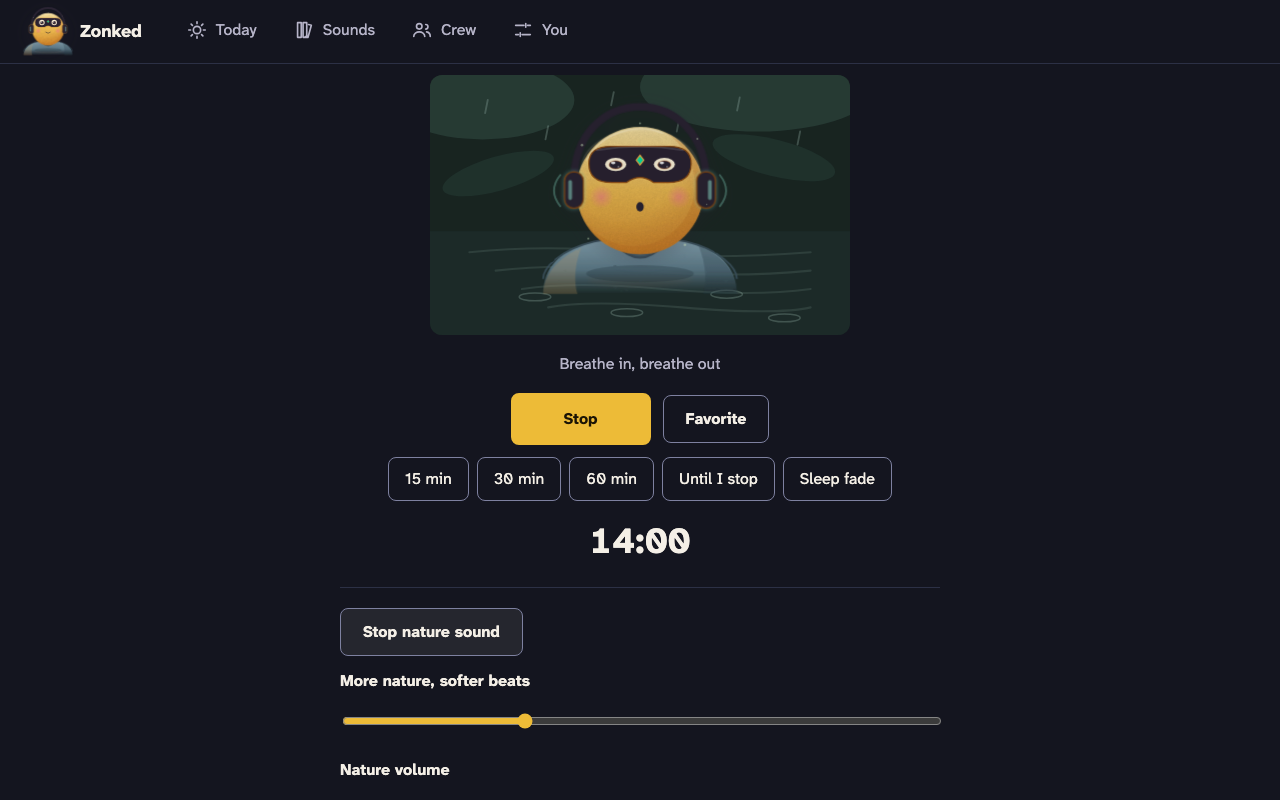 Zonked
Today
Sounds
Crew
You
Breathe in, breathe out
Stop
Favorite
15 min
30 min
60 min
Until I stop
Sleep fade
14:00
Stop nature sound
More nature, softer beats
Nature volume